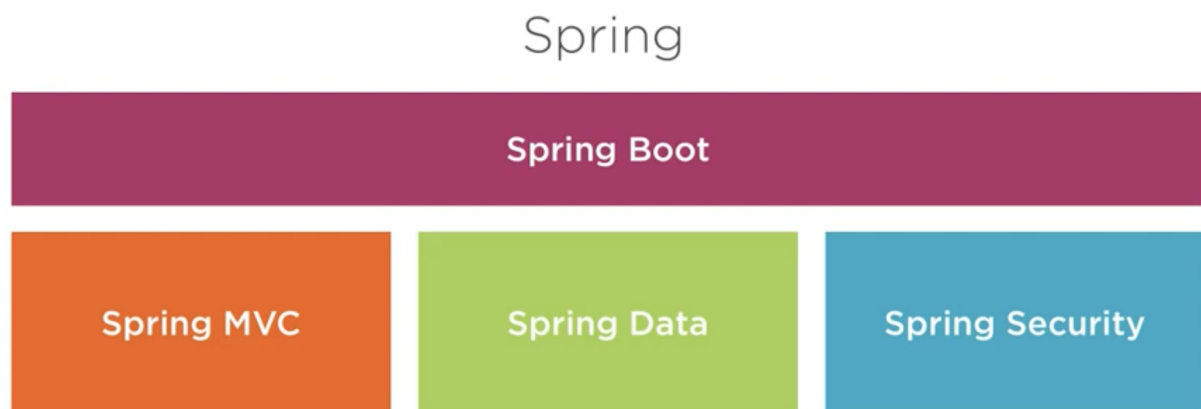 Spring
Spring Boot
Spring MVC
Spring Data
Spring Security